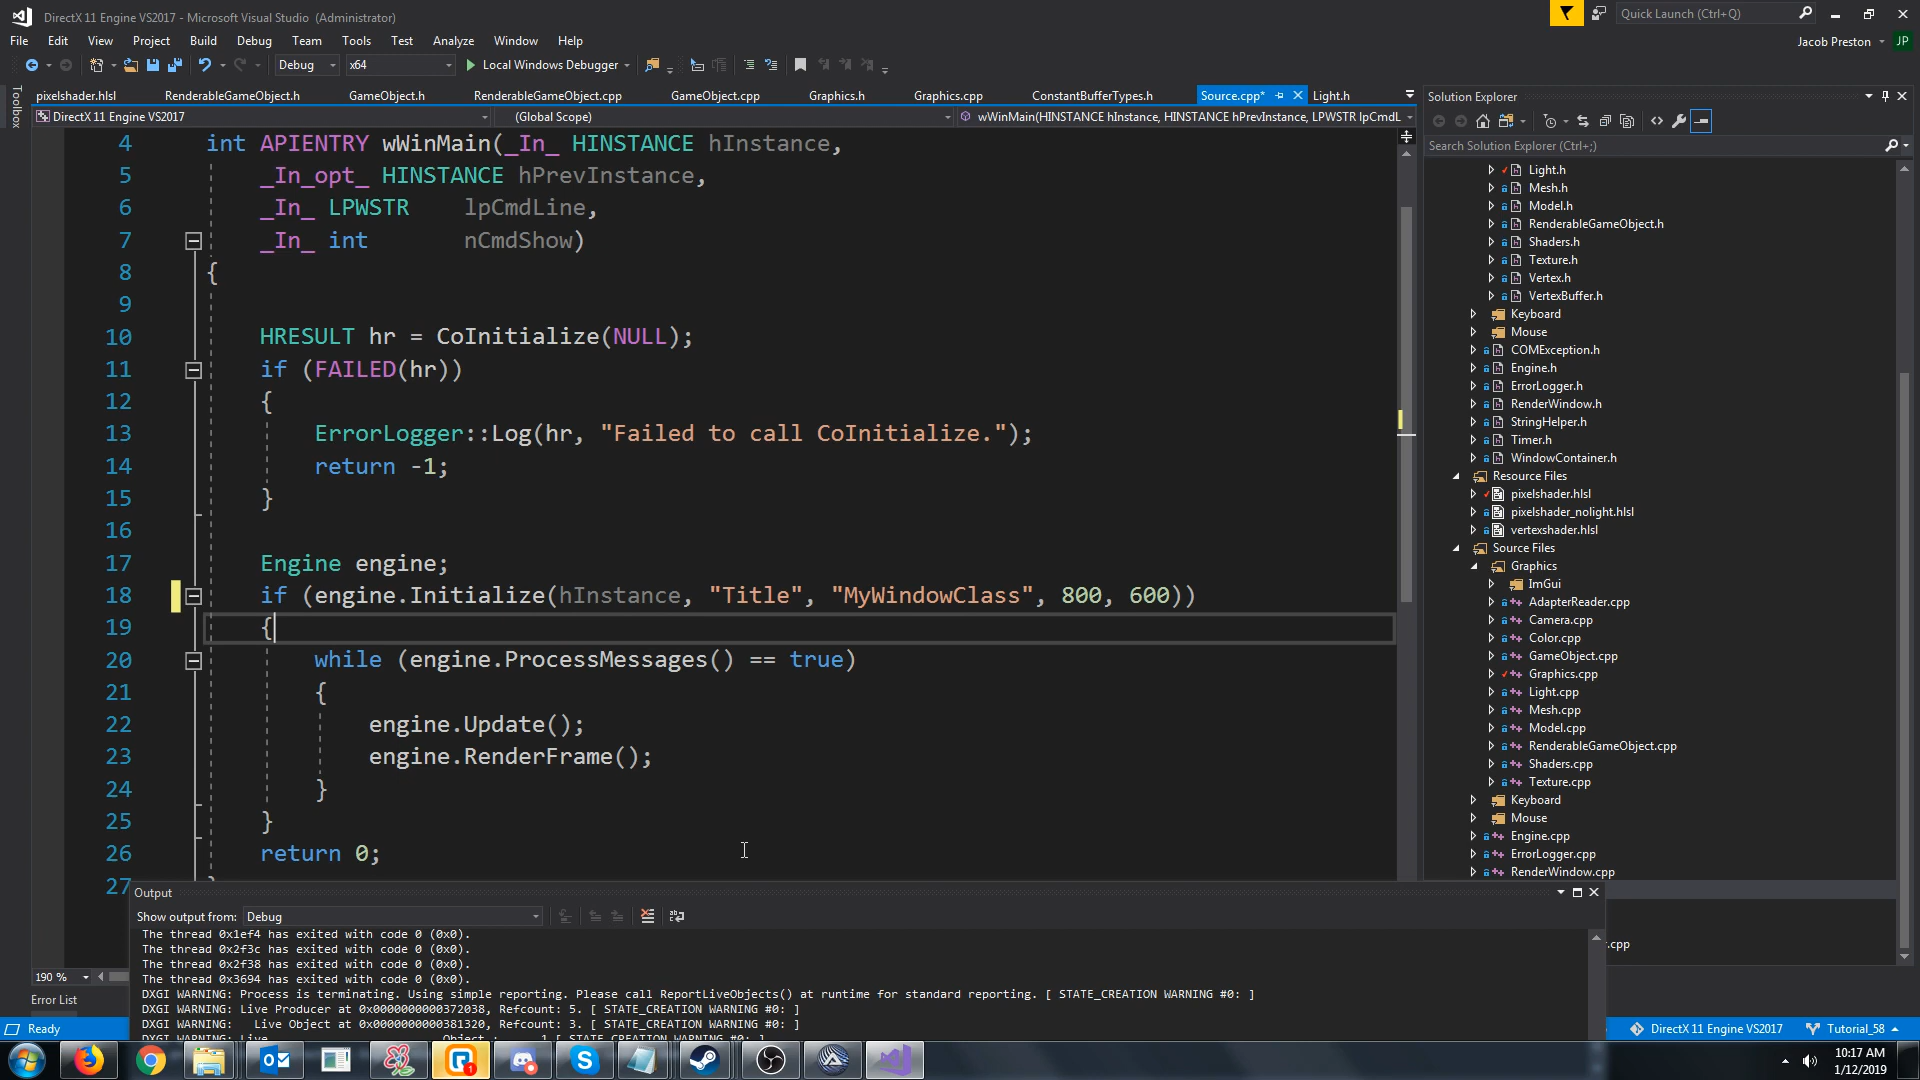 DirectX 11 Engine VS2017 - Microsoft Visual Studio (Administrator)
Quick Launch (Ctrl+Q)
File Edit View Project Build Debug Team Tools Test Analyze Window Help
Jacob Preston JP
Debug x64 Local Windows Debugger
Toolbox
pixelshader.hlsl RenderableGameObject.h GameObject.h RenderableGameObject.cpp GameObject.cpp Graphics.h Graphics.cpp ConstantBufferTypes.h Source.cpp* Light.h
DirectX 11 Engine VS2017 (Global Scope) wWinMain(HINSTANCE hInstance, HINSTANCE hPrevInstance, LPWSTR lpCmdL
4 int APIENTRY wWinMain(_In_ HINSTANCE hInstance,
5 _In_opt_ HINSTANCE hPrevInstance,
6 _In_ LPWSTR lpCmdLine,
7 _In_ int nCmdShow)
8 {
9
10 HRESULT hr = CoInitialize(NULL);
11 if (FAILED(hr))
12 {
13 ErrorLogger::Log(hr, "Failed to call CoInitialize.");
14 return -1;
15 }
16
17 Engine engine;
18 if (engine.Initialize(hInstance, "Title", "MyWindowClass", 800, 600))
19 {
20 while (engine.ProcessMessages() == true)
21 {
22 engine.Update();
23 engine.RenderFrame();
24 }
25 }
26 return 0;
27
Solution Explorer
Search Solution Explorer (Ctrl+;)
Light.h
Mesh.h
Model.h
RenderableGameObject.h
Shaders.h
Texture.h
Vertex.h
VertexBuffer.h
Keyboard
Mouse
COMException.h
Engine.h
ErrorLogger.h
RenderWindow.h
StringHelper.h
Timer.h
WindowContainer.h
Resource Files
pixelshader.hlsl
pixelshader_nolight.hlsl
vertexshader.hlsl
Source Files
Graphics
ImGui
AdapterReader.cpp
Camera.cpp
Color.cpp
GameObject.cpp
Graphics.cpp
Light.cpp
Mesh.cpp
Model.cpp
RenderableGameObject.cpp
Shaders.cpp
Texture.cpp
Keyboard
Mouse
Engine.cpp
ErrorLogger.cpp
RenderWindow.cpp
r.cpp
Output
Show output from: Debug
The thread 0x1ef4 has exited with code 0 (0x0).
The thread 0x2f3c has exited with code 0 (0x0).
The thread 0x2f38 has exited with code 0 (0x0).
The thread 0x3694 has exited with code 0 (0x0).
DXGI WARNING: Process is terminating. Using simple reporting. Please call ReportLiveObjects() at runtime for standard reporting. [ STATE_CREATION WARNING #0: ]
DXGI WARNING: Live Producer at 0x0000000000372038, Refcount: 5. [ STATE_CREATION WARNING #0: ]
DXGI WARNING: Live Object at 0x0000000000381320, Refcount: 3. [ STATE_CREATION WARNING #0: ]
DXGI WARNING: Live Object : 1 [ STATE_CREATION WARNING #0: ]
190 %
Error List
Ready
DirectX 11 Engine VS2017 Tutorial_58
10:17 AM
1/12/2019